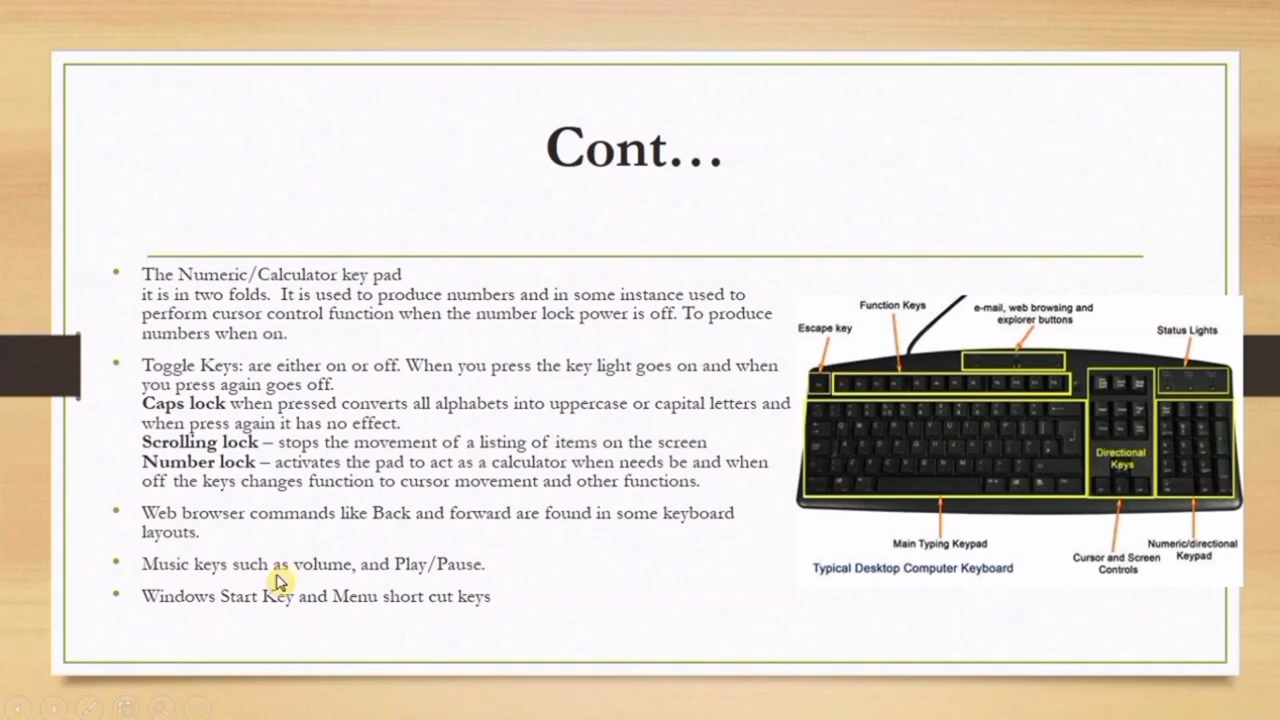 Cont…
• The Numeric/Calculator key pad
it is in two folds. It is used to produce numbers and in some instance used to
perform cursor control function when the number lock power is off. To produce
numbers when on.
• Toggle Keys: are either on or off. When you press the key light goes on and when
you press again goes off.
Caps lock when pressed converts all alphabets into uppercase or capital letters and
when press again it has no effect.
Scrolling lock – stops the movement of a listing of items on the screen
Number lock – activates the pad to act as a calculator when needs be and when
off the keys changes function to cursor movement and other functions.
• Web browser commands like Back and forward are found in some keyboard
layouts.
• Music keys such as volume, and Play/Pause.
• Windows Start Key and Menu short cut keys
Function Keys
e-mail, web browsing and
explorer buttons
Escape key
Status Lights
Directional
Keys
Main Typing Keypad
Cursor and Screen
Controls
Numeric/directional
Keypad
Typical Desktop Computer Keyboard